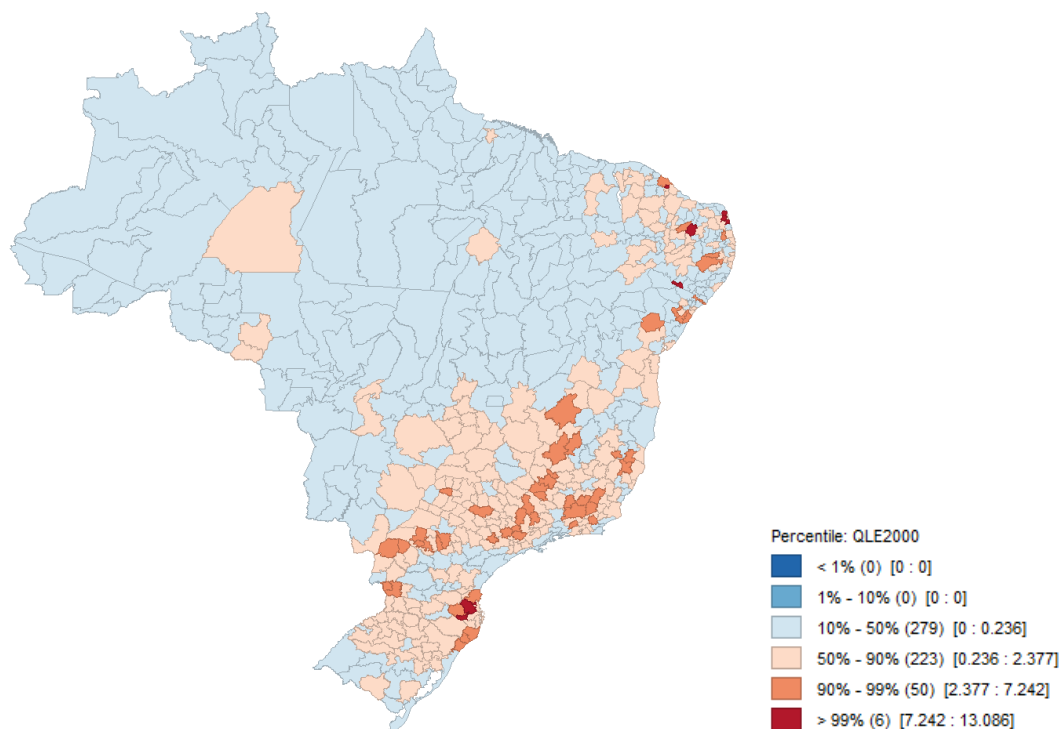 Percentile: QLE2000
< 1% (0) [0 : 0]
1% - 10% (0) [0 : 0]
10% - 50% (279) [0 : 0.236]
50% - 90% (223) [0.236 : 2.377]
90% - 99% (50) [2.377 : 7.242]
> 99% (6) [7.242 : 13.086]